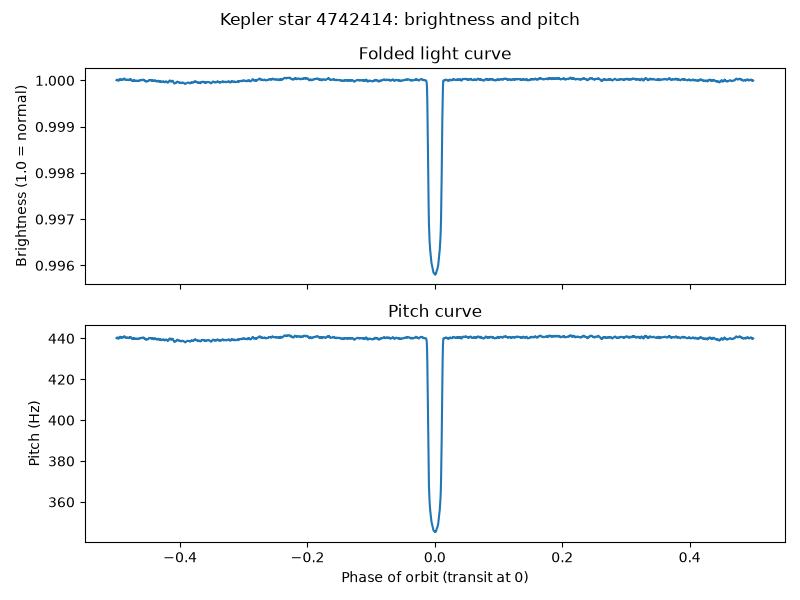 Kepler star 4742414: brightness and pitch
Folded light curve
1.000
0.999
0.998
0.997
0.996
Brightness (1.0 = normal)
Pitch curve
440
420
400
380
360
Pitch (Hz)
−0.4
−0.2
0.0
0.2
0.4
Phase of orbit (transit at 0)